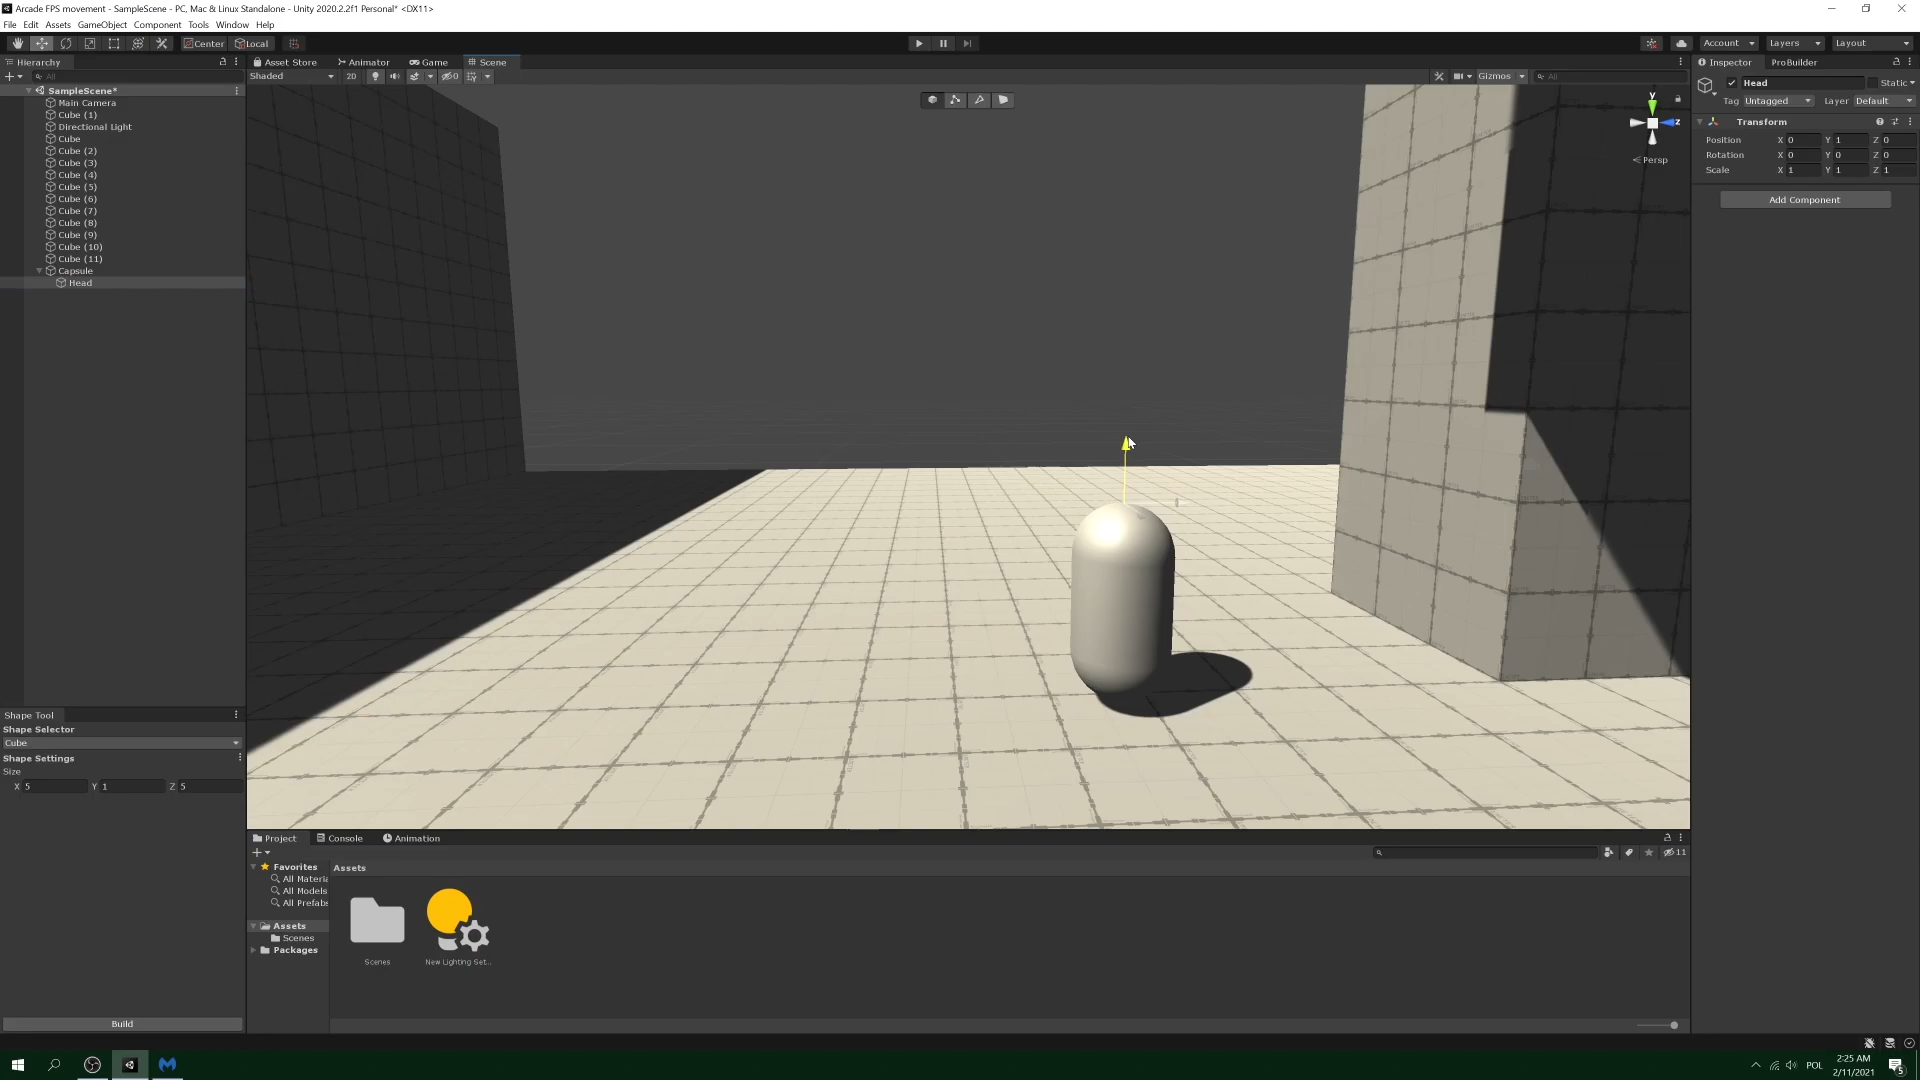 Arcade FPS movement - SampleScene - PC, Mac & Linux Standalone - Unity 2020.2.2f1 Personal* <DX11>
File Edit Assets GameObject Component Tools Window Help
Center Local Account Layers Layout
Hierarchy
All
SampleScene*
Main Camera
Cube (1)
Directional Light
Cube
Cube (2)
Cube (3)
Cube (4)
Cube (5)
Cube (6)
Cube (7)
Cube (8)
Cube (9)
Cube (10)
Cube (11)
Capsule
Head
Shape Tool
Shape Selector
Cube
Shape Settings
Size
X 5 Y 1 Z 5
Build
Asset Store Animator Game Scene
Shaded 2D 0 Gizmos All
y
z
Persp
Inspector ProBuilder
Head Static
Tag Untagged Layer Default
Transform
Position X 0 Y 1 Z 0
Rotation X 0 Y 0 Z 0
Scale X 1 Y 1 Z 1
Add Component
Project Console Animation
11
Favorites
All Materia
All Models
All Prefabs
Assets
Scenes
Packages
Assets
Scenes
New Lighting Set..
POL
2:25 AM
2/11/2021
5